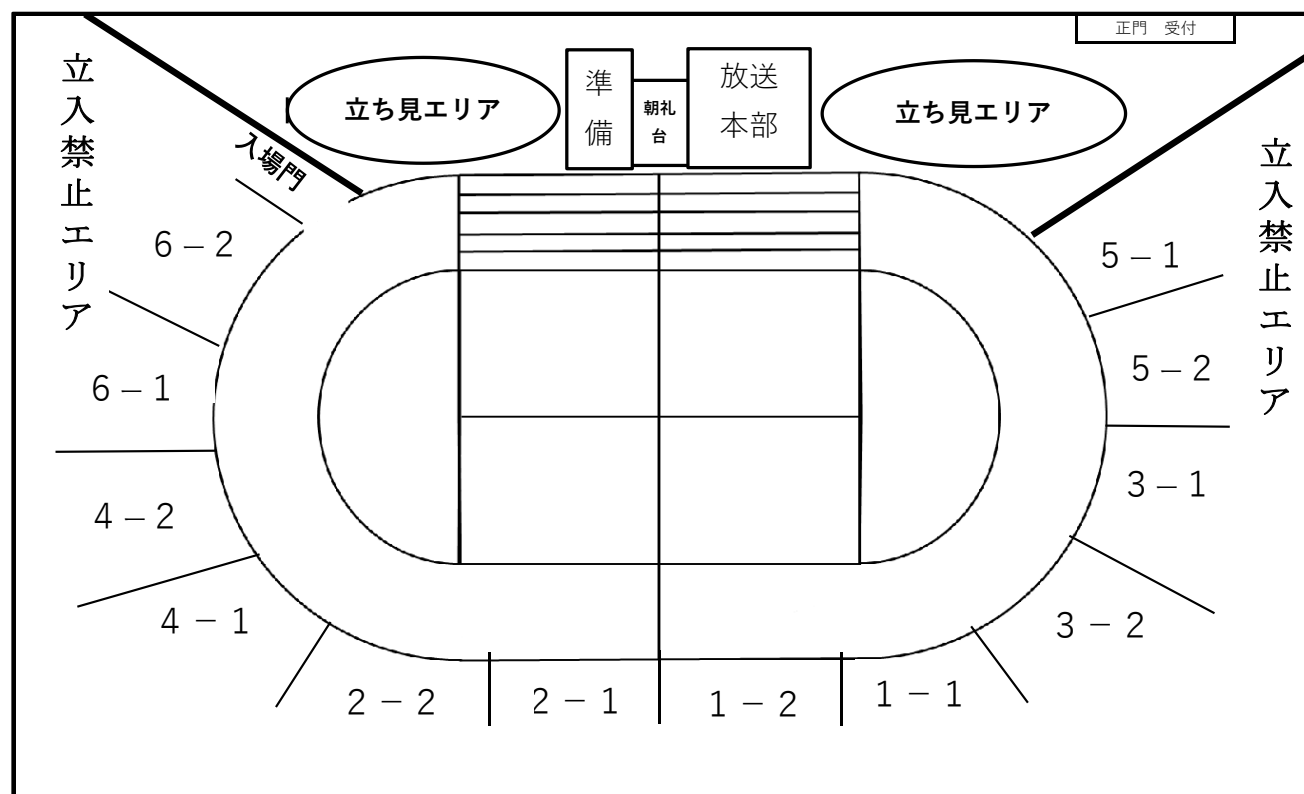 正門　受付
立入禁止エリア
立ち見エリア
準備
朝礼
台
放送
本部
立ち見エリア
入場門
立入禁止エリア
6－2
5－1
6－1
5－2
4－2
3－1
4－1
3－2
2－2
2－1
1－2
1－1